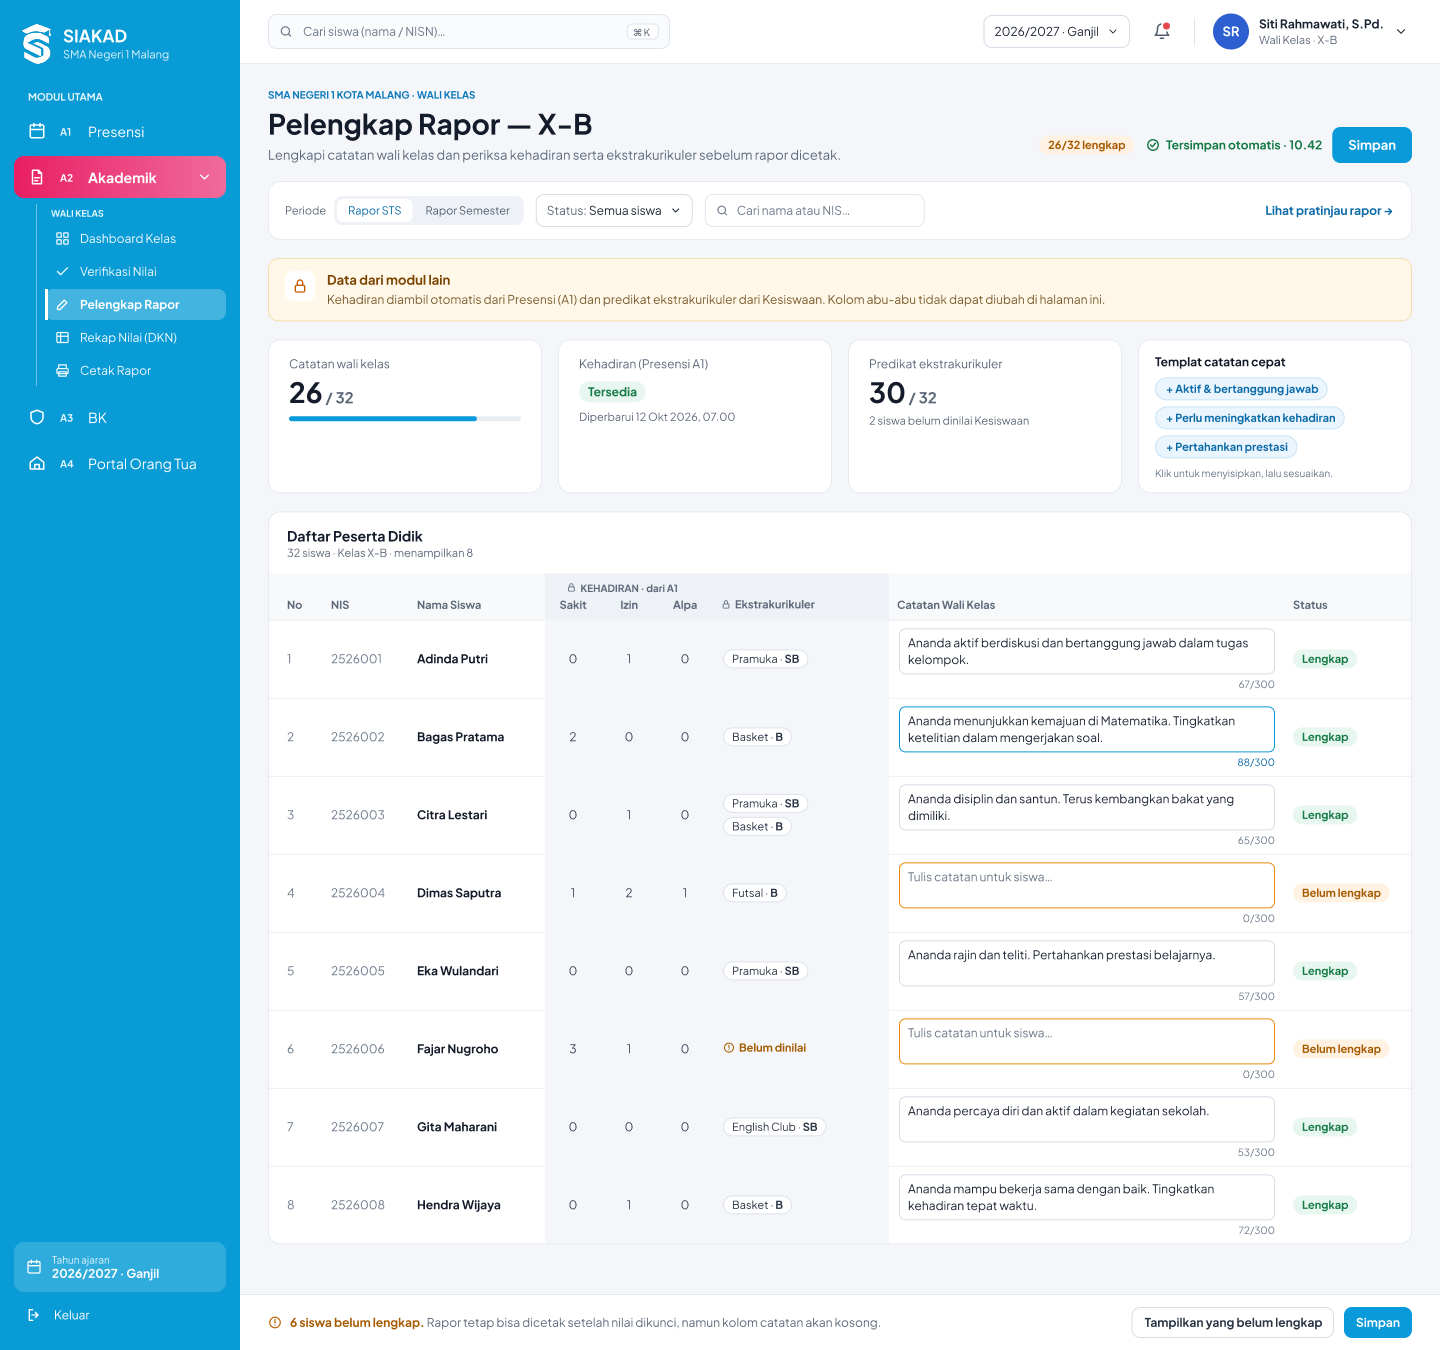 SIAKAD
SMA Negeri 1 Malang
MODUL UTAMA
A1 Presensi
A2 Akademik
WALI KELAS
Dashboard Kelas
Verifikasi Nilai
Pelengkap Rapor
Rekap Nilai (DKN)
Cetak Rapor
A3 BK
A4 Portal Orang Tua
Tahun ajaran
2026/2027 · Ganjil
Keluar
Cari siswa (nama / NISN)...
⌘K
2026/2027 · Ganjil
SR
Siti Rahmawati, S.Pd.
Wali Kelas · X-B
SMA NEGERI 1 KOTA MALANG · WALI KELAS
Pelengkap Rapor — X-B
Lengkapi catatan wali kelas dan periksa kehadiran serta ekstrakurikuler sebelum rapor dicetak.
26/32 lengkap
Tersimpan otomatis · 10.42
Simpan
Periode
Rapor STS
Rapor Semester
Status: Semua siswa
Cari nama atau NIS...
Lihat pratinjau rapor →
Data dari modul lain
Kehadiran diambil otomatis dari Presensi (A1) dan predikat ekstrakurikuler dari Kesiswaan. Kolom abu-abu tidak dapat diubah di halaman ini.
Catatan wali kelas
26 / 32
Kehadiran (Presensi A1)
Tersedia
Diperbarui 12 Okt 2026, 07.00
Predikat ekstrakurikuler
30 / 32
2 siswa belum dinilai Kesiswaan
Templat catatan cepat
+ Aktif & bertanggung jawab
+ Perlu meningkatkan kehadiran
+ Pertahankan prestasi
Klik untuk menyisipkan, lalu sesuaikan.
Daftar Peserta Didik
32 siswa · Kelas X-B · menampilkan 8
KEHADIRAN · dari A1
No NIS Nama Siswa Sakit Izin Alpa Ekstrakurikuler Catatan Wali Kelas Status
1 2526001 Adinda Putri 0 1 0 Pramuka · SB Ananda aktif berdiskusi dan bertanggung jawab dalam tugas
kelompok. Lengkap
67/300
2 2526002 Bagas Pratama 2 0 0 Basket · B Ananda menunjukkan kemajuan di Matematika. Tingkatkan
ketelitian dalam mengerjakan soal. Lengkap
88/300
3 2526003 Citra Lestari 0 1 0 Pramuka · SB Ananda disiplin dan santun. Terus kembangkan bakat yang
Basket · B dimiliki. Lengkap
65/300
4 2526004 Dimas Saputra 1 2 1 Futsal · B Tulis catatan untuk siswa... Belum lengkap
0/300
5 2526005 Eka Wulandari 0 0 0 Pramuka · SB Ananda rajin dan teliti. Pertahankan prestasi belajarnya. Lengkap
57/300
6 2526006 Fajar Nugroho 3 1 0 Belum dinilai Tulis catatan untuk siswa... Belum lengkap
0/300
7 2526007 Gita Maharani 0 0 0 English Club · SB Ananda percaya diri dan aktif dalam kegiatan sekolah. Lengkap
53/300
8 2526008 Hendra Wijaya 0 1 0 Basket · B Ananda mampu bekerja sama dengan baik. Tingkatkan
kehadiran tepat waktu. Lengkap
72/300
6 siswa belum lengkap. Rapor tetap bisa dicetak setelah nilai dikunci, namun kolom catatan akan kosong.
Tampilkan yang belum lengkap
Simpan